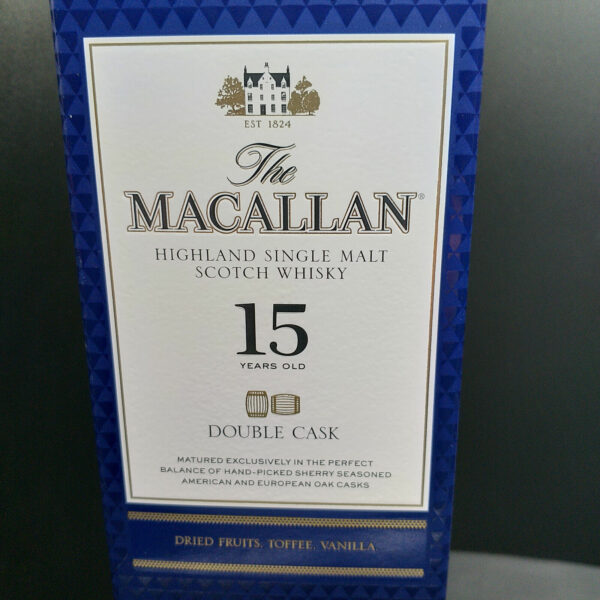 EST 1824
The
MACALLAN®
HIGHLAND SINGLE MALT
SCOTCH WHISKY
15
YEARS OLD
DOUBLE CASK
MATURED EXCLUSIVELY IN THE PERFECT
BALANCE OF HAND-PICKED SHERRY SEASONED
AMERICAN AND EUROPEAN OAK CASKS
DRIED FRUITS, TOFFEE, VANILLA